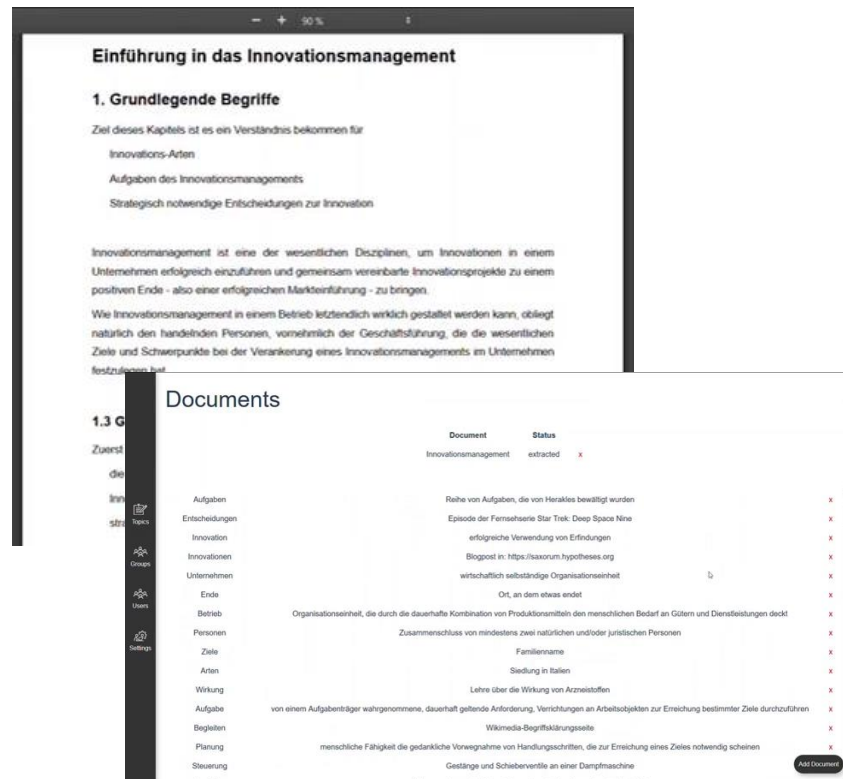 90 %
Einführung in das Innovationsmanagement
1. Grundlegende Begriffe
Ziel dieses Kapitels ist es ein Verständnis bekommen für
Innovations-Arten
Aufgaben des Innovationsmanagements
Strategisch notwendige Entscheidungen zur Innovation
Innovationsmanagement ist eine der wesentlichen Disziplinen, um Innovationen in einem
Unternehmen erfolgreich einzuführen und gemeinsam vereinbarte Innovationsprojekte zu einem
positiven Ende - also einer erfolgreichen Markteinführung - zu bringen.
Wie Innovationsmanagement in einem Betrieb letztendlich wirklich gestaltet werden kann, obliegt
natürlich den handelnden Personen, vornehmlich der Geschäftsführung, die die wesentlichen
Ziele und Schwerpunkte bei der Verankerung eines Innovationsmanagements im Unternehmen
festzulegen hat.
1.3 G
Zuerst
die
Inn
stra
Documents
Document Status
Innovationsmanagement extracted x
Aufgaben Reihe von Aufgaben, die von Herakles bewältigt wurden x
Entscheidungen Episode der Fernsehserie Star Trek: Deep Space Nine x
Innovation erfolgreiche Verwendung von Erfindungen x
Innovationen Blogpost in: https://saxorum.hypotheses.org x
Unternehmen wirtschaftlich selbständige Organisationseinheit x
Ende Ort, an dem etwas endet x
Betrieb Organisationseinheit, die durch die dauerhafte Kombination von Produktionsmitteln den menschlichen Bedarf an Gütern und Dienstleistungen deckt x
Personen Zusammenschluss von mindestens zwei natürlichen und/oder juristischen Personen x
Ziele Familienname x
Arten Siedlung in Italien x
Wirkung Lehre über die Wirkung von Arzneistoffen x
Aufgabe von einem Aufgabenträger wahrgenommene, dauerhaft geltende Anforderung, Verrichtungen an Arbeitsobjekten zur Erreichung bestimmter Ziele durchzuführen x
Begleiten Wikimedia-Begriffsklärungsseite x
Planung menschliche Fähigkeit die gedankliche Vorwegnahme von Handlungsschritten, die zur Erreichung eines Zieles notwendig scheinen x
Steuerung Gestänge und Schieberventile an einer Dampfmaschine
Topics
Groups
Users
Settings
Add Document